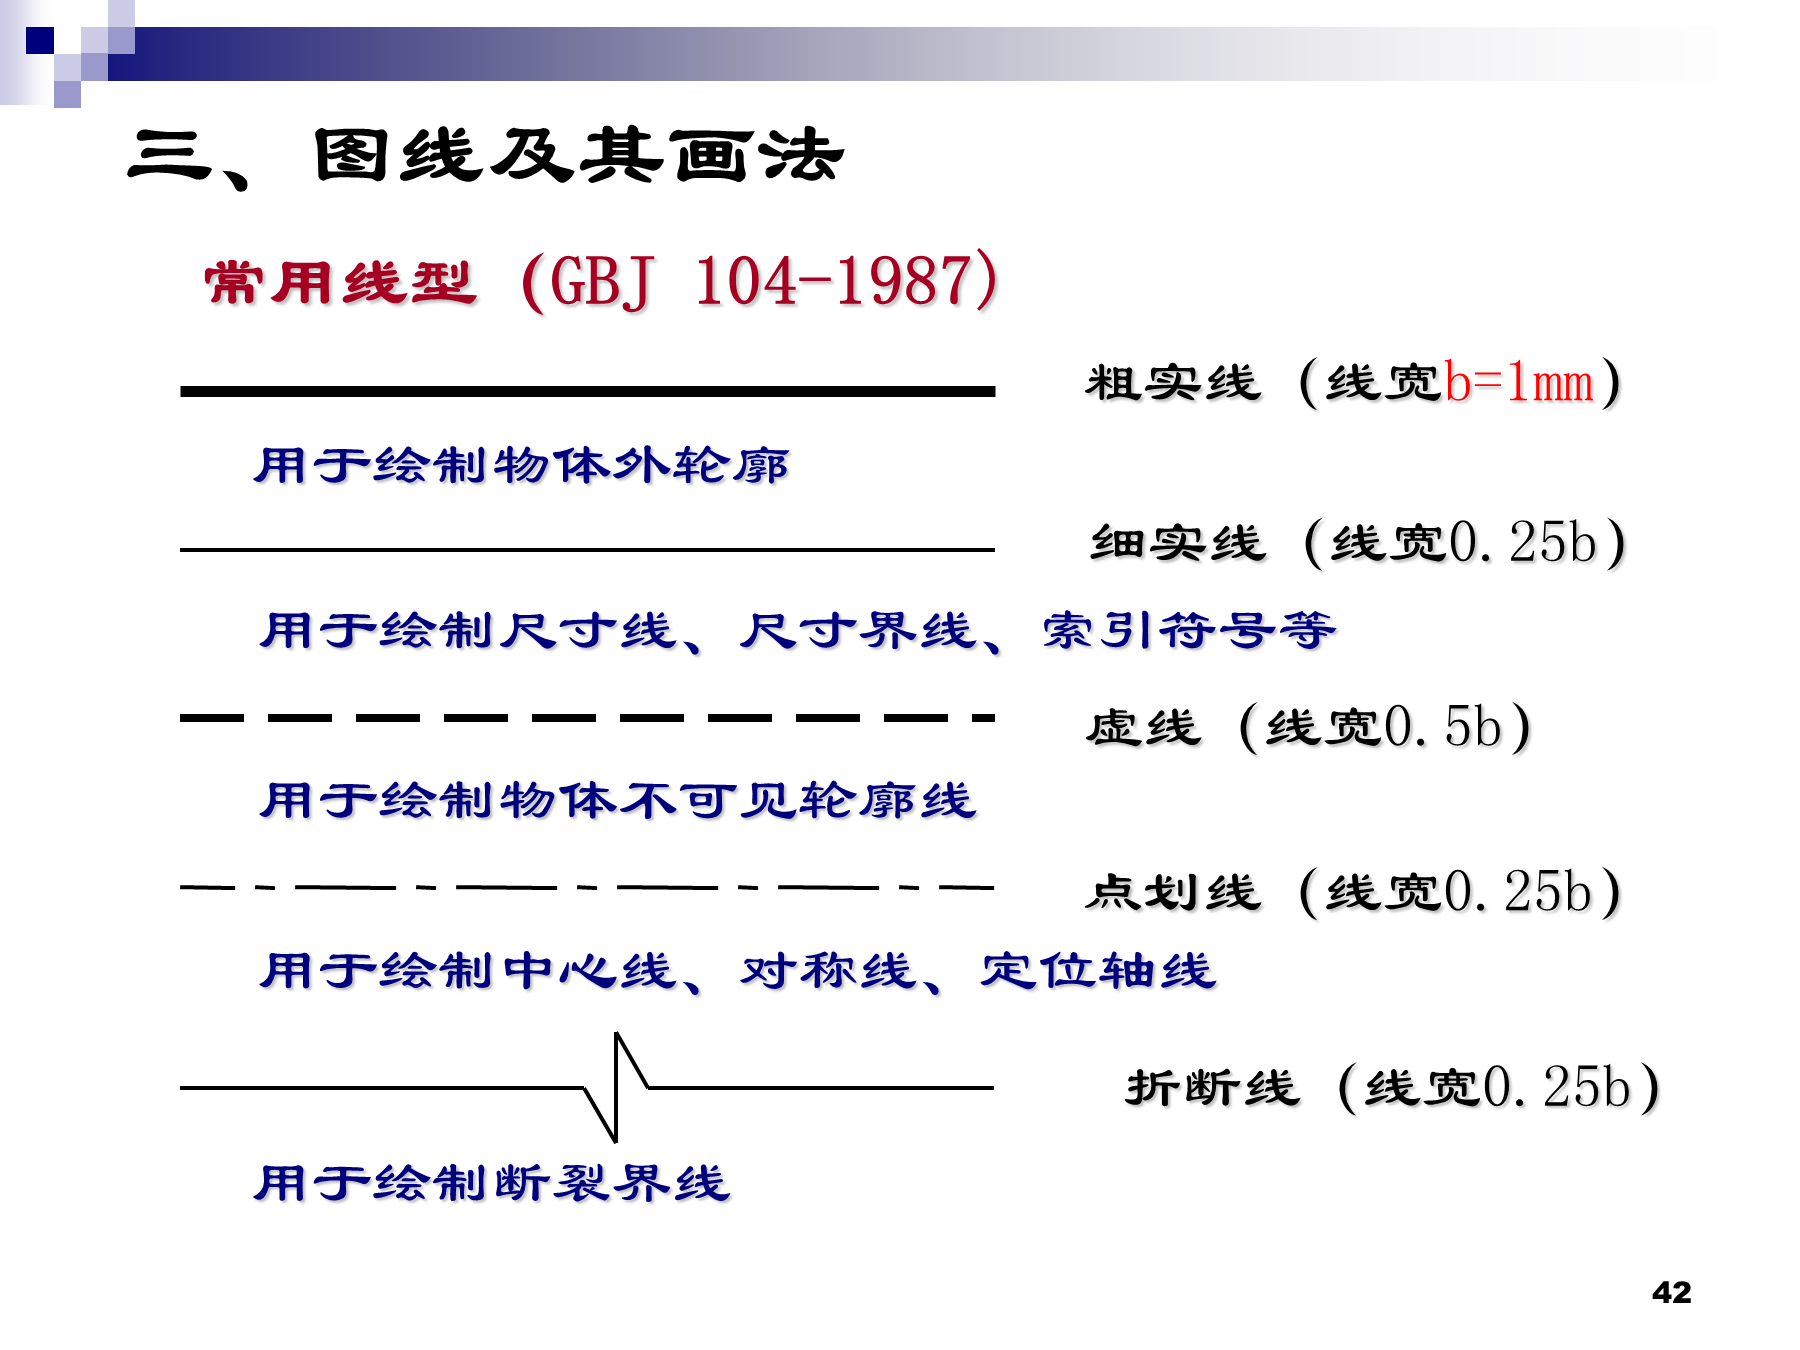 三、图线及其画法
常用线型（GBJ 104-1987）
粗实线（线宽b=1mm）
用于绘制物体外轮廓
细实线（线宽0.25b）
用于绘制尺寸线、尺寸界线、索引符号等
虚线（线宽0.5b）
用于绘制物体不可见轮廓线
点划线（线宽0.25b）
用于绘制中心线、对称线、定位轴线
折断线（线宽0.25b）
用于绘制断裂界线
42